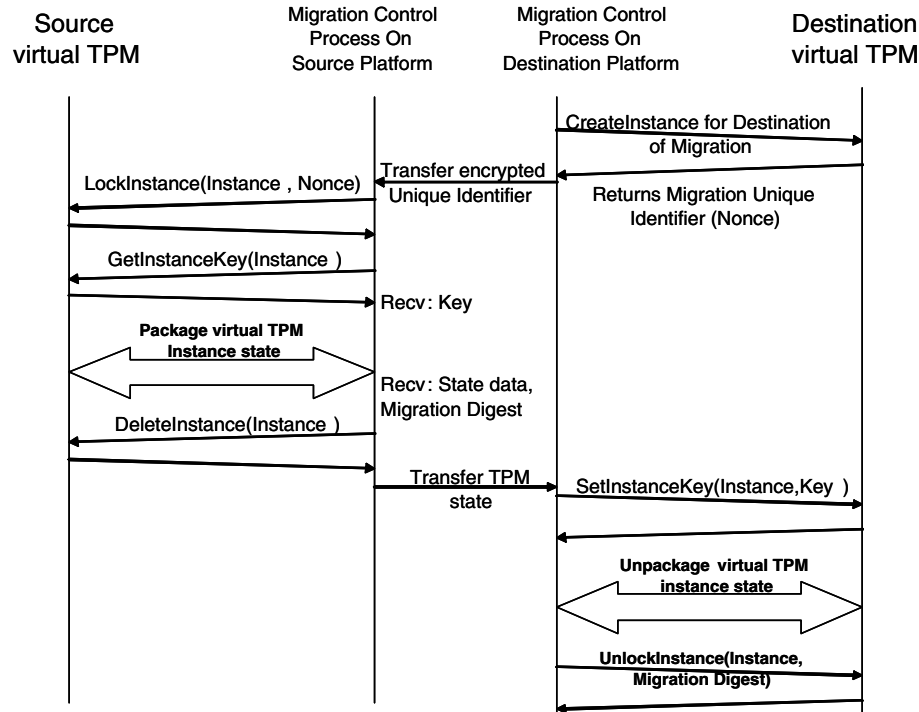 Source
virtual TPM
Migration Control
Process On
Source Platform
Migration Control
Process On
Destination Platform
Destination
virtual TPM
CreateInstance for Destination
of Migration
Transfer encrypted
Unique Identifier
LockInstance(Instance , Nonce)
Returns Migration Unique
Identifier (Nonce)
GetInstanceKey(Instance )
Recv: Key
Package virtual TPM
Instance state
Recv: State data,
Migration Digest
DeleteInstance(Instance )
Transfer TPM
state
SetInstanceKey(Instance,Key )
Unpackage virtual TPM
instance state
UnlockInstance(Instance,
Migration Digest)